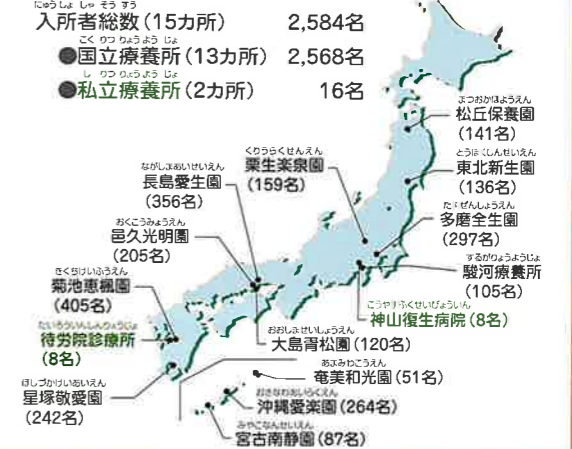 にゅうしょしゃそうすう
入所者総数(15カ所) 2,584名
こくりつりょうようじょ
●国立療養所(13カ所) 2,568名
しりつりょうようじょ
●私立療養所(2カ所) 16名
まつおかほようえん
松丘保養園
(141名)
とうほくしんせいえん
東北新生園
(136名)
くりうらくせんえん
栗生楽泉園
(159名)
ながしまあいせいえん
長島愛生園
(356名)
たまぜんしょうえん
多磨全生園
(297名)
おくこうみょうえん
邑久光明園
(205名)
するがりょうようじょ
駿河療養所
(105名)
きくちけいふうえん
菊池恵楓園
(405名)
こうやまふくせいびょういん
神山復生病院(8名)
たいろういんしんりょうじょ
待労院診療所
(8名)
おおしませいしょうえん
大島青松園(120名)
あまみわこうえん
奄美和光園(51名)
ほしづかけいあいえん
星塚敬愛園
(242名)
おきなわあいらくえん
沖縄愛楽園(264名)
みやこなんせいえん
宮古南静園(87名)